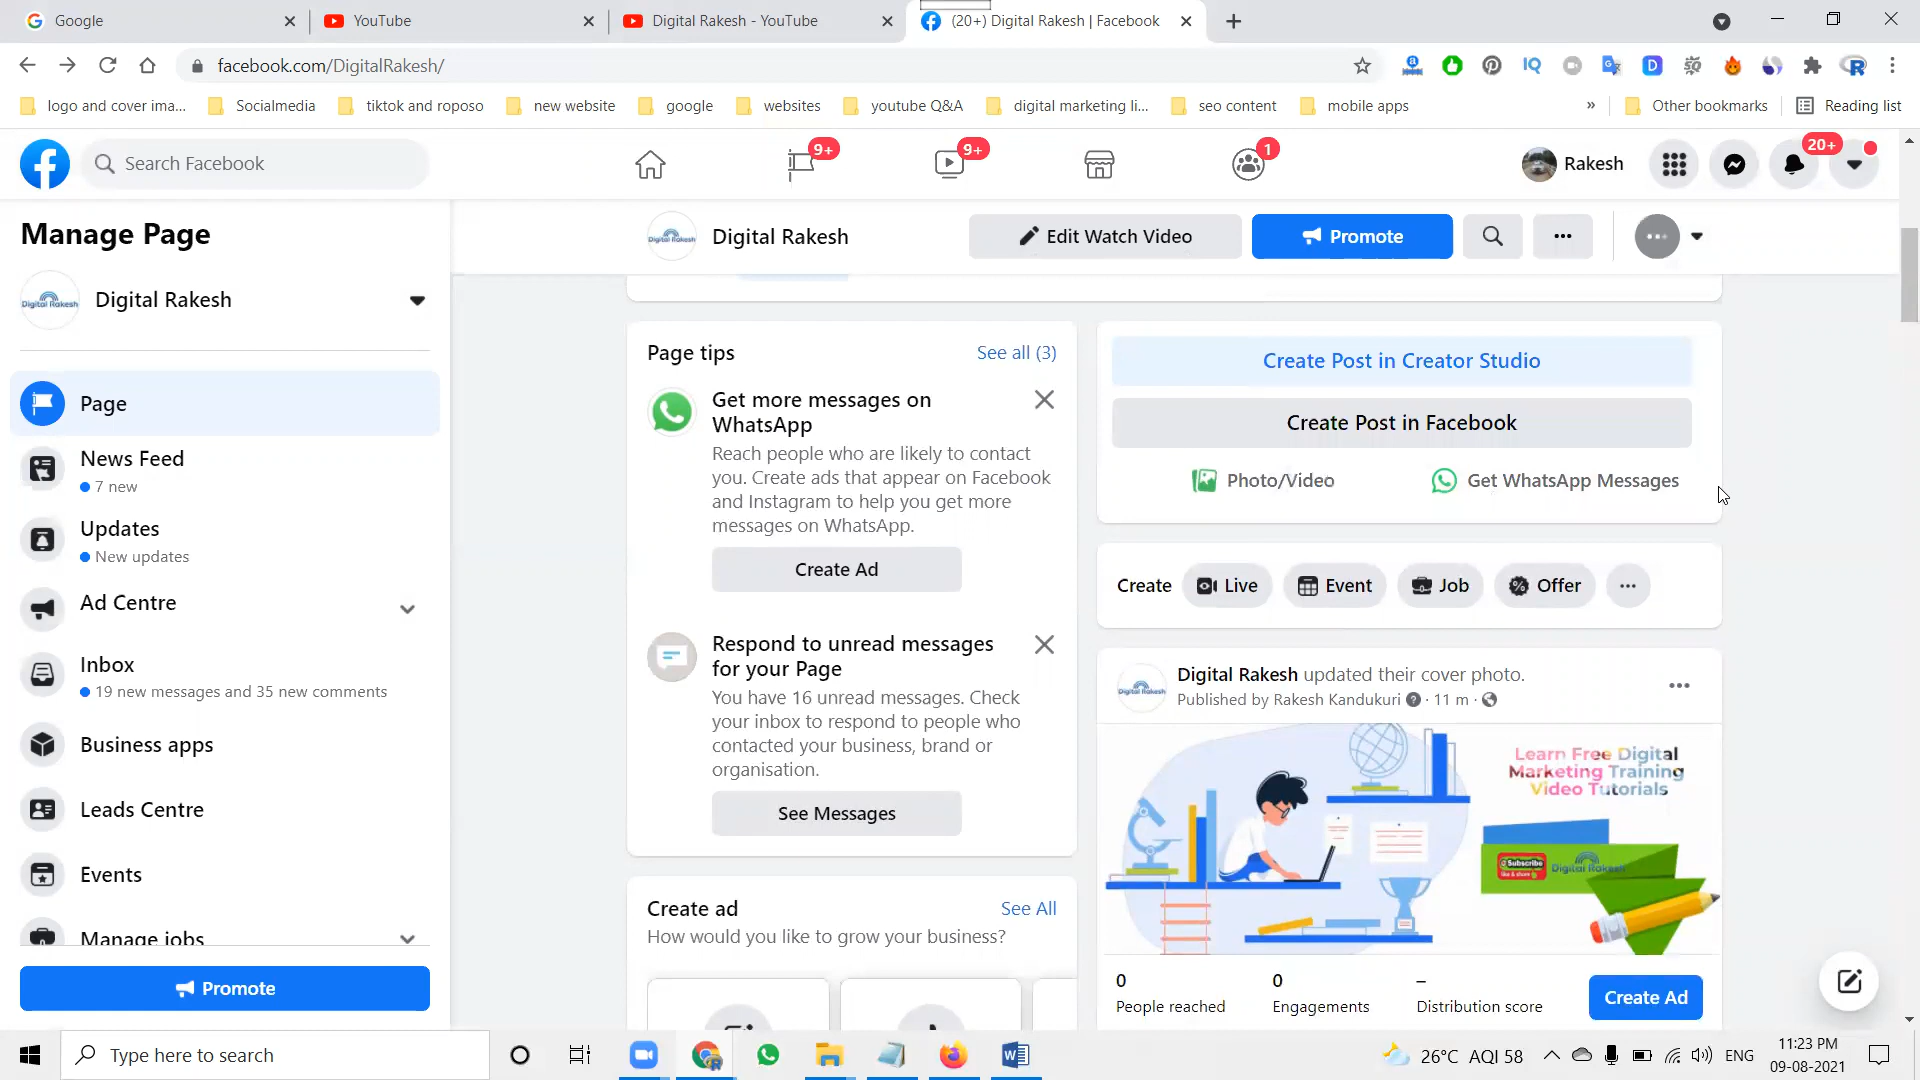 Google
YouTube
Digital Rakesh - YouTube
(20+) Digital Rakesh | Facebook
facebook.com/DigitalRakesh/
logo and cover ima...
Socialmedia
tiktok and roposo
new website
google
websites
youtube Q&A
digital marketing li...
seo content
mobile apps
»
Other bookmarks
Reading list
Search Facebook
9+
9+
1
Rakesh
20+
Manage Page
Digital Rakesh
Digital Rakesh
Edit Watch Video
Promote
Digital Rakesh
Digital Rakesh
Page
News Feed
7 new
Updates
New updates
Ad Centre
Inbox
19 new messages and 35 new comments
Business apps
Leads Centre
Events
Manage jobs
Promote
Page tips
See all (3)
Get more messages on
WhatsApp
Reach people who are likely to contact
you. Create ads that appear on Facebook
and Instagram to help you get more
messages on WhatsApp.
Create Ad
Respond to unread messages
for your Page
You have 16 unread messages. Check
your inbox to respond to people who
contacted your business, brand or
organisation.
See Messages
Create ad
See All
How would you like to grow your business?
Create Post in Creator Studio
Create Post in Facebook
Photo/Video
Get WhatsApp Messages
Create
Live
Event
Job
Offer
Digital Rakesh
Digital Rakesh updated their cover photo.
Published by Rakesh Kandukuri · 11 m ·
Learn Free Digital
Marketing Training
Video Tutorials
Subscribe
like & share
Digital Rakesh
0
People reached
0
Engagements
–
Distribution score
Create Ad
Type here to search
26°C AQI 58
ENG
11:23 PM
09-08-2021